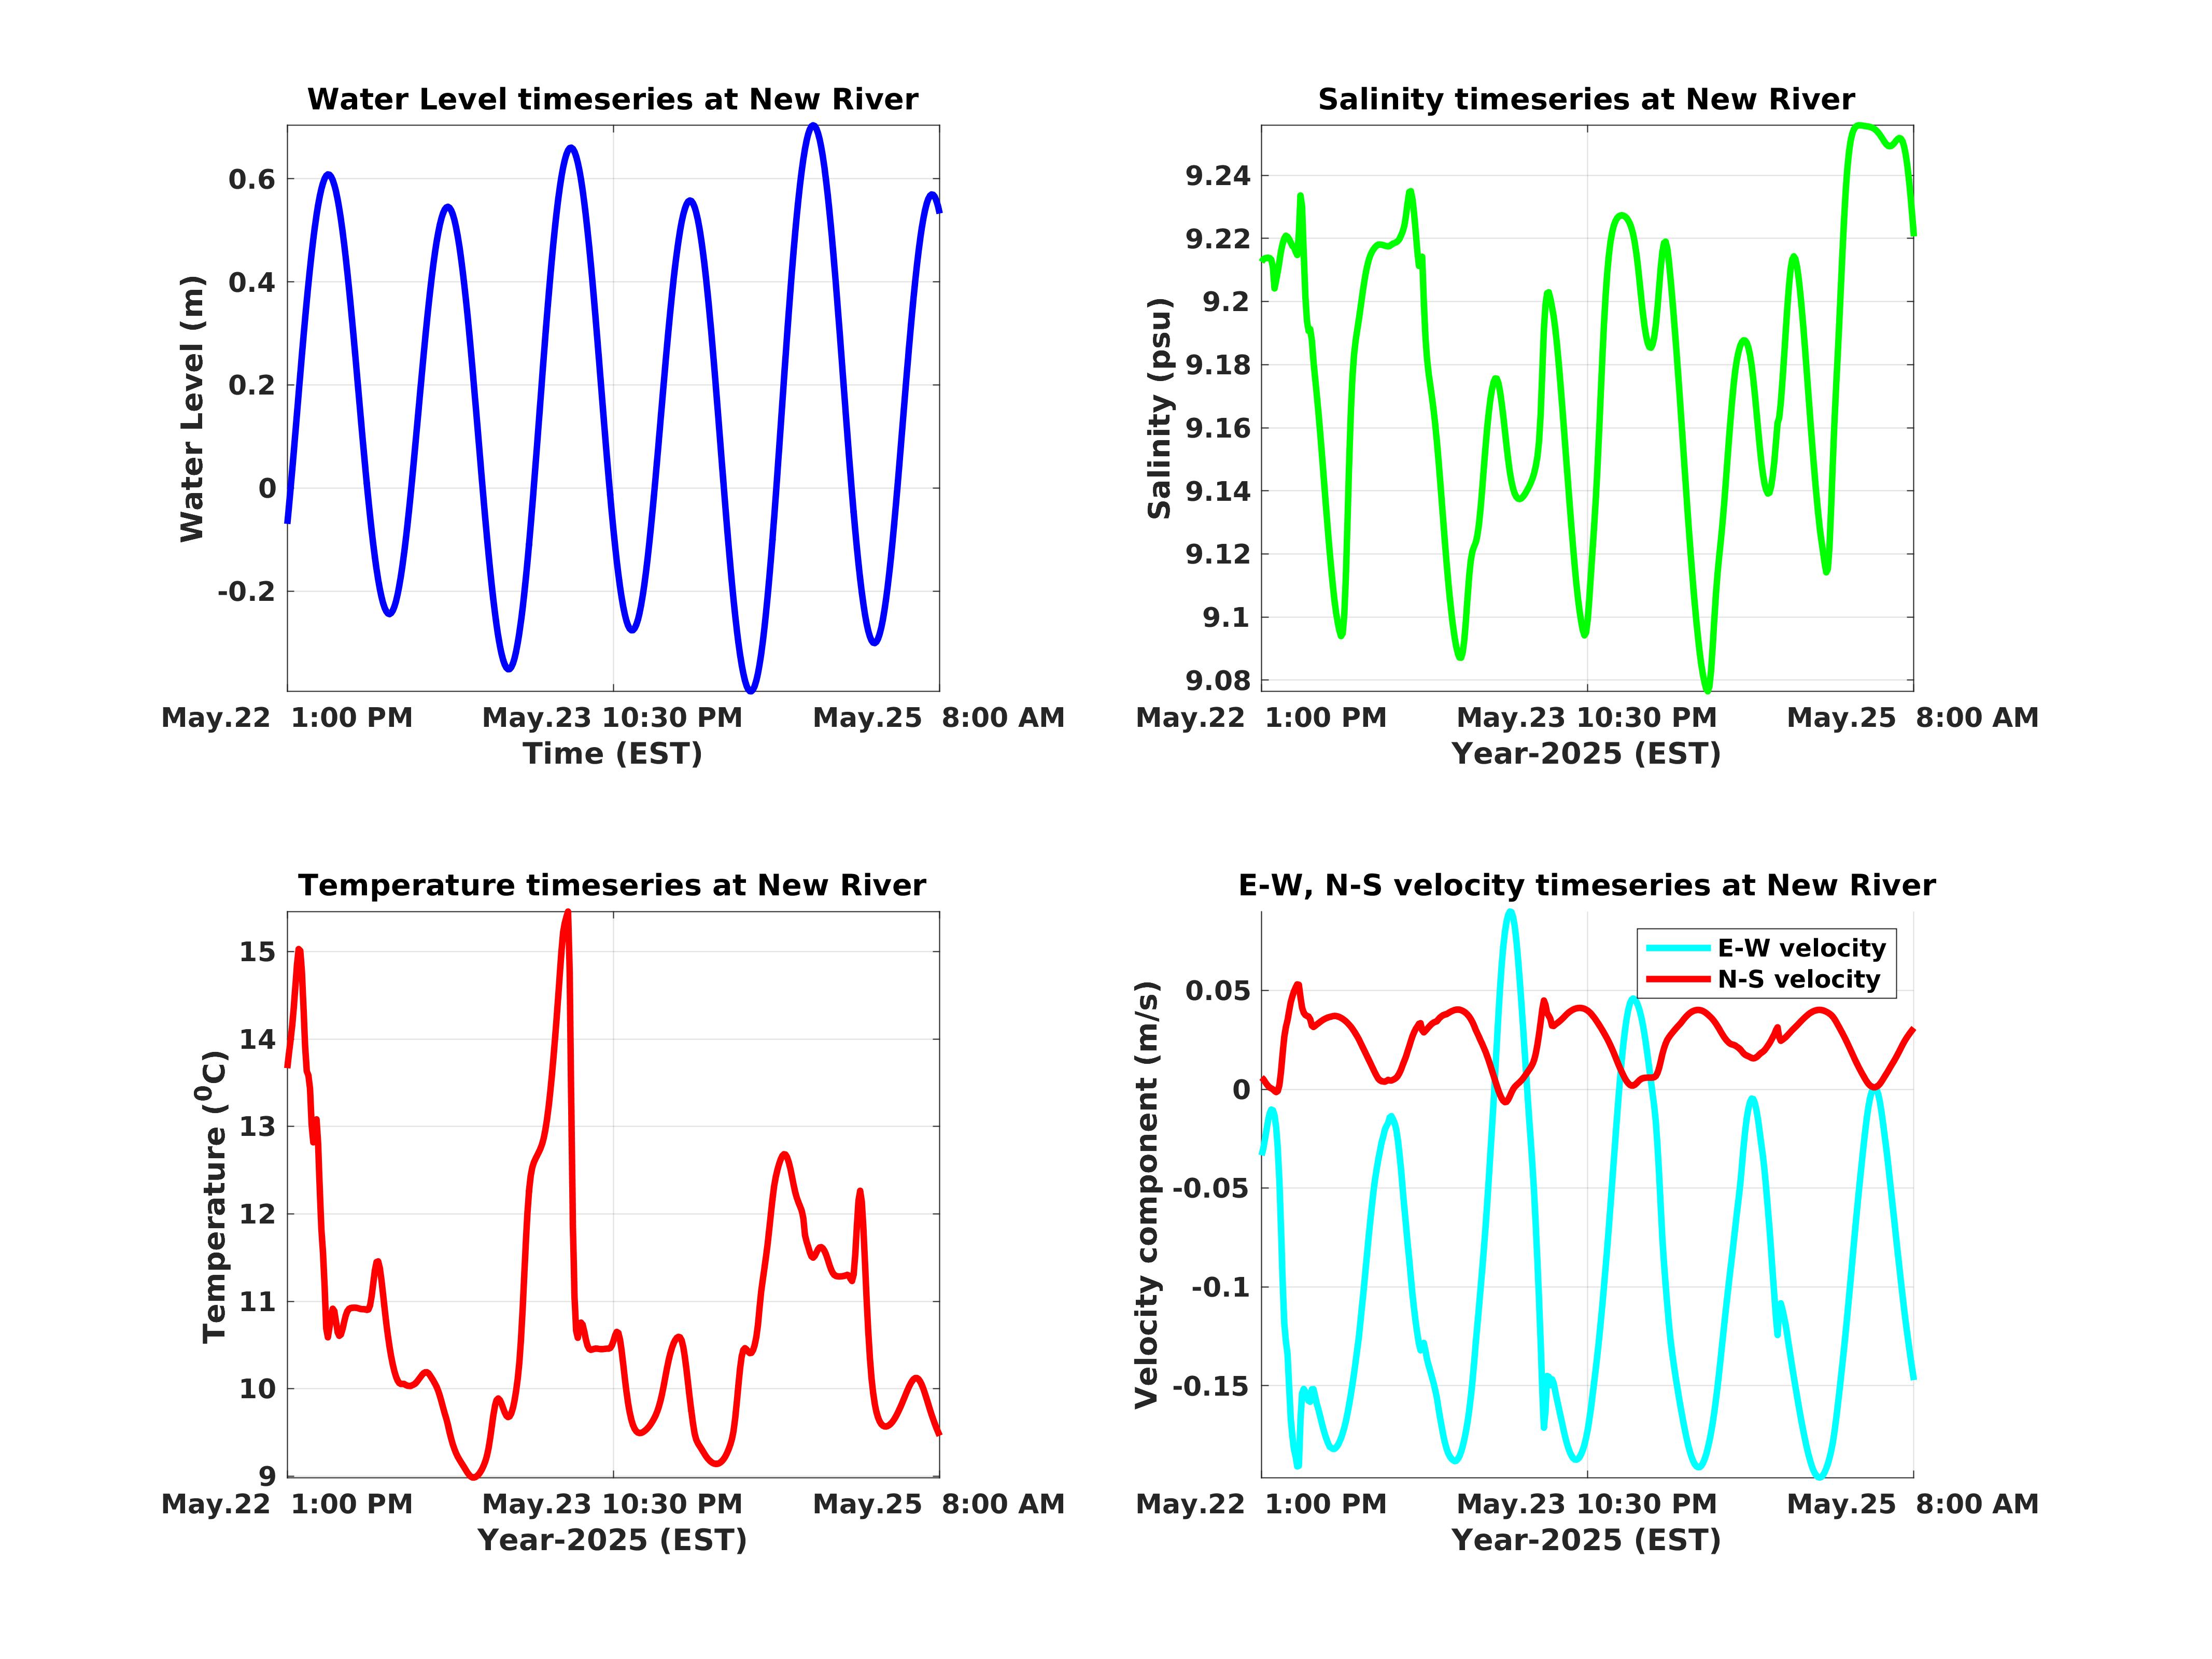 Water Level timeseries at New River
Water Level (m)
0.6
0.4
0.2
0
-0.2
May.22 1:00 PM
May.23 10:30 PM
May.25 8:00 AM
Time (EST)
Salinity timeseries at New River
Salinity (psu)
9.24
9.22
9.2
9.18
9.16
9.14
9.12
9.1
9.08
May.22 1:00 PM
May.23 10:30 PM
May.25 8:00 AM
Year-2025 (EST)
Temperature timeseries at New River
Temperature (⁰C)
15
14
13
12
11
10
9
May.22 1:00 PM
May.23 10:30 PM
May.25 8:00 AM
Year-2025 (EST)
E-W, N-S velocity timeseries at New River
E-W velocity
N-S velocity
Velocity component (m/s)
0.05
0
-0.05
-0.1
-0.15
May.22 1:00 PM
May.23 10:30 PM
May.25 8:00 AM
Year-2025 (EST)